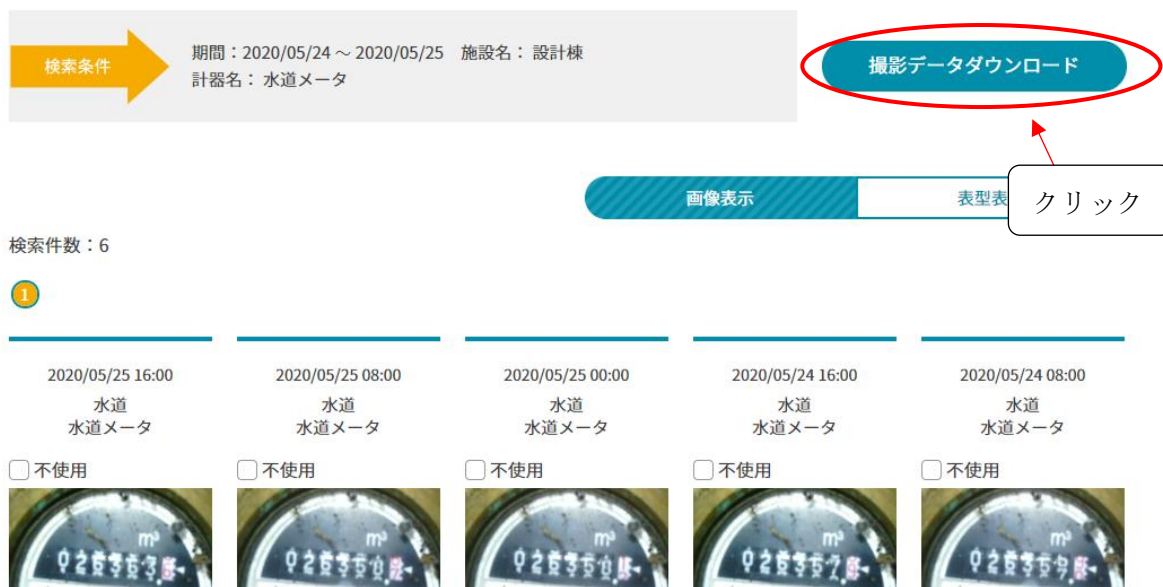 検索条件
期間：2020/05/24 ～ 2020/05/25 施設名： 設計棟
計器名： 水道メータ
撮影データダウンロード
画像表示
表型表
クリック
検索件数：6
1
2020/05/25 16:00
水道
水道メータ
不使用
2020/05/25 08:00
水道
水道メータ
不使用
2020/05/25 00:00
水道
水道メータ
不使用
2020/05/24 16:00
水道
水道メータ
不使用
2020/05/24 08:00
水道
水道メータ
不使用
m³
m³
m³
m³
m³